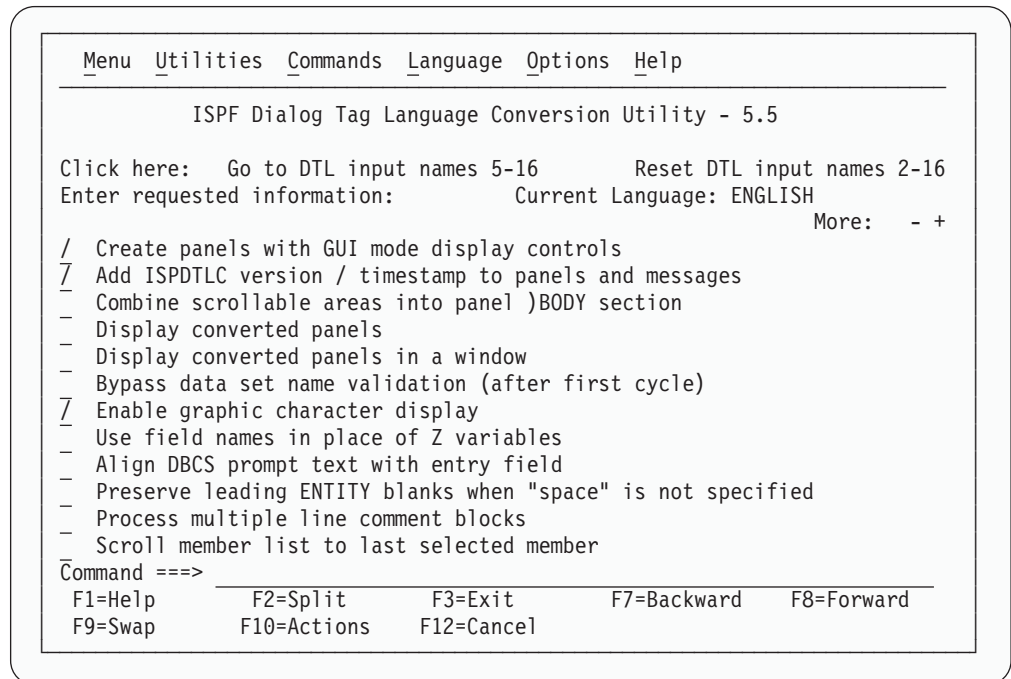 Menu Utilities Commands Language Options Help
ISPF Dialog Tag Language Conversion Utility - 5.5
Click here: Go to DTL input names 5-16 Reset DTL input names 2-16
Enter requested information: Current Language: ENGLISH
More: - +
/ Create panels with GUI mode display controls
/ Add ISPDTLC version / timestamp to panels and messages
_ Combine scrollable areas into panel )BODY section
_ Display converted panels
_ Display converted panels in a window
_ Bypass data set name validation (after first cycle)
/ Enable graphic character display
_ Use field names in place of Z variables
_ Align DBCS prompt text with entry field
_ Preserve leading ENTITY blanks when "space" is not specified
_ Process multiple line comment blocks
_ Scroll member list to last selected member
Command ===>
F1=Help F2=Split F3=Exit F7=Backward F8=Forward
F9=Swap F10=Actions F12=Cancel